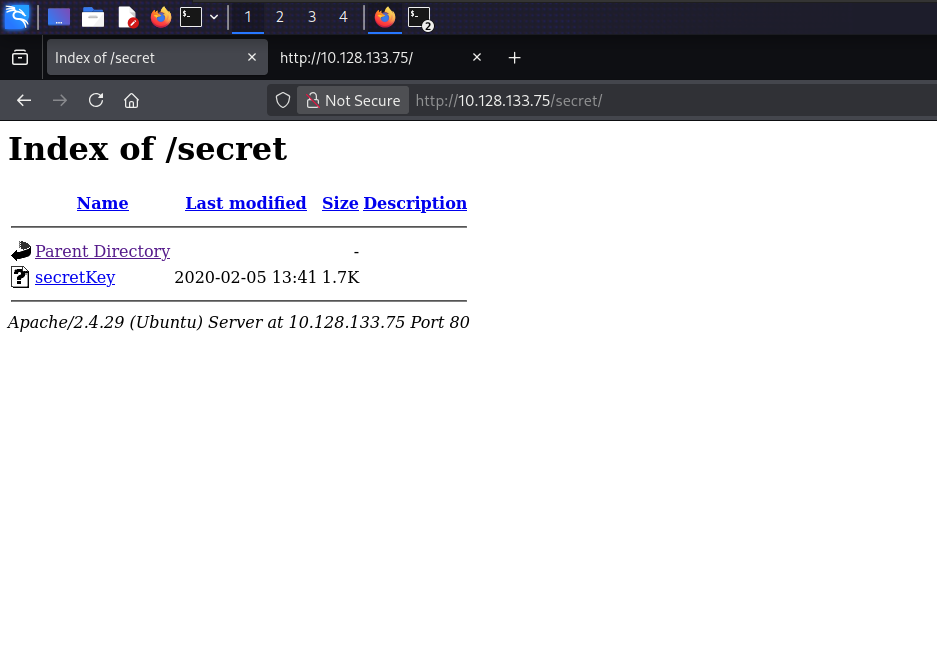 1 2 3 4 2
Index of /secret http://10.128.133.75/
Not Secure http://10.128.133.75/secret/
Index of /secret
Name Last modified Size Description
Parent Directory -
secretKey 2020-02-05 13:41 1.7K
Apache/2.4.29 (Ubuntu) Server at 10.128.133.75 Port 80